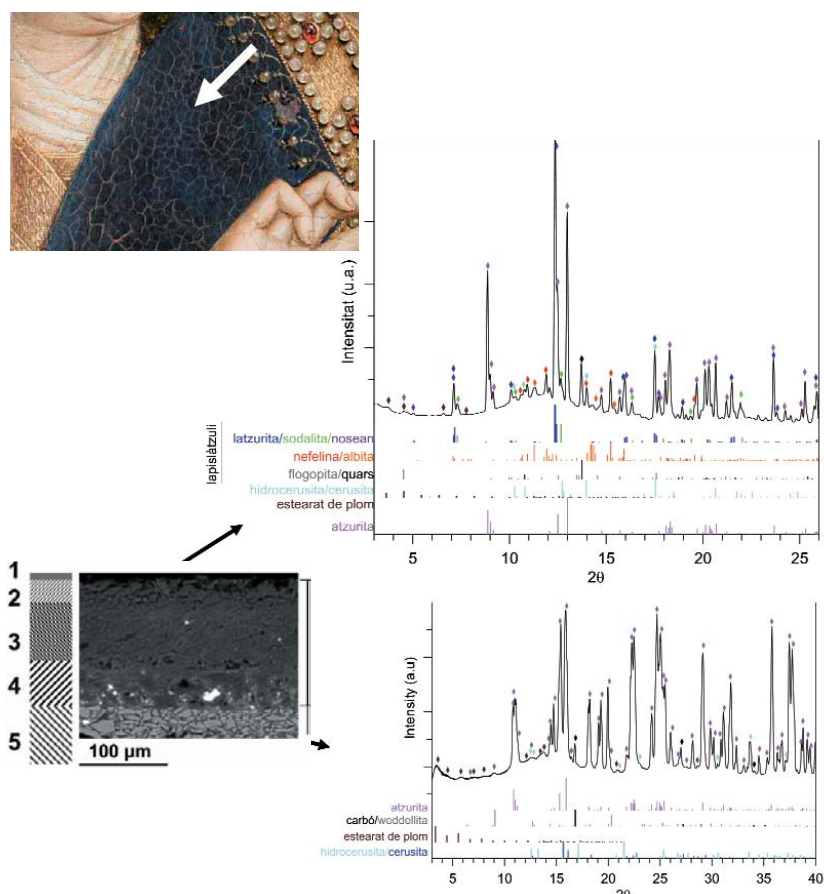 Intensitat (u.a.)
lapislàtzuli
latzurita/sodalita/nosean
nefelina/albita
flogopita/quars
hidrocerusita/cerusita
estearat de plom
atzurita
5 10 15 20 25
2θ
1
2
3
4
5
100 µm
Intensity (a.u)
atzurita
carbó/weddellita
estearat de plom
hidrocerusita/cerusita
5 10 15 20 25 30 35 40
2θ